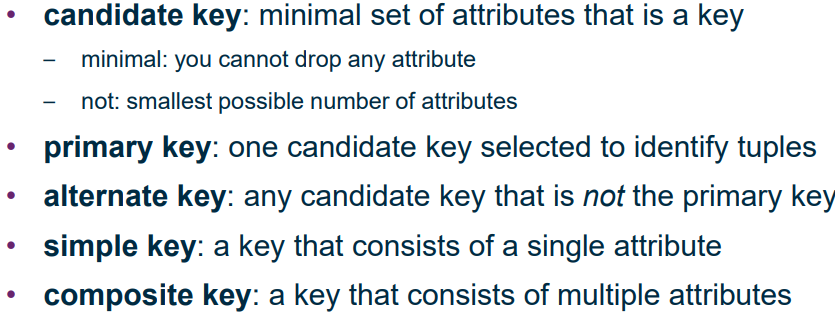 • candidate key: minimal set of attributes that is a key
– minimal: you cannot drop any attribute
– not: smallest possible number of attributes
• primary key: one candidate key selected to identify tuples
• alternate key: any candidate key that is not the primary key
• simple key: a key that consists of a single attribute
• composite key: a key that consists of multiple attributes